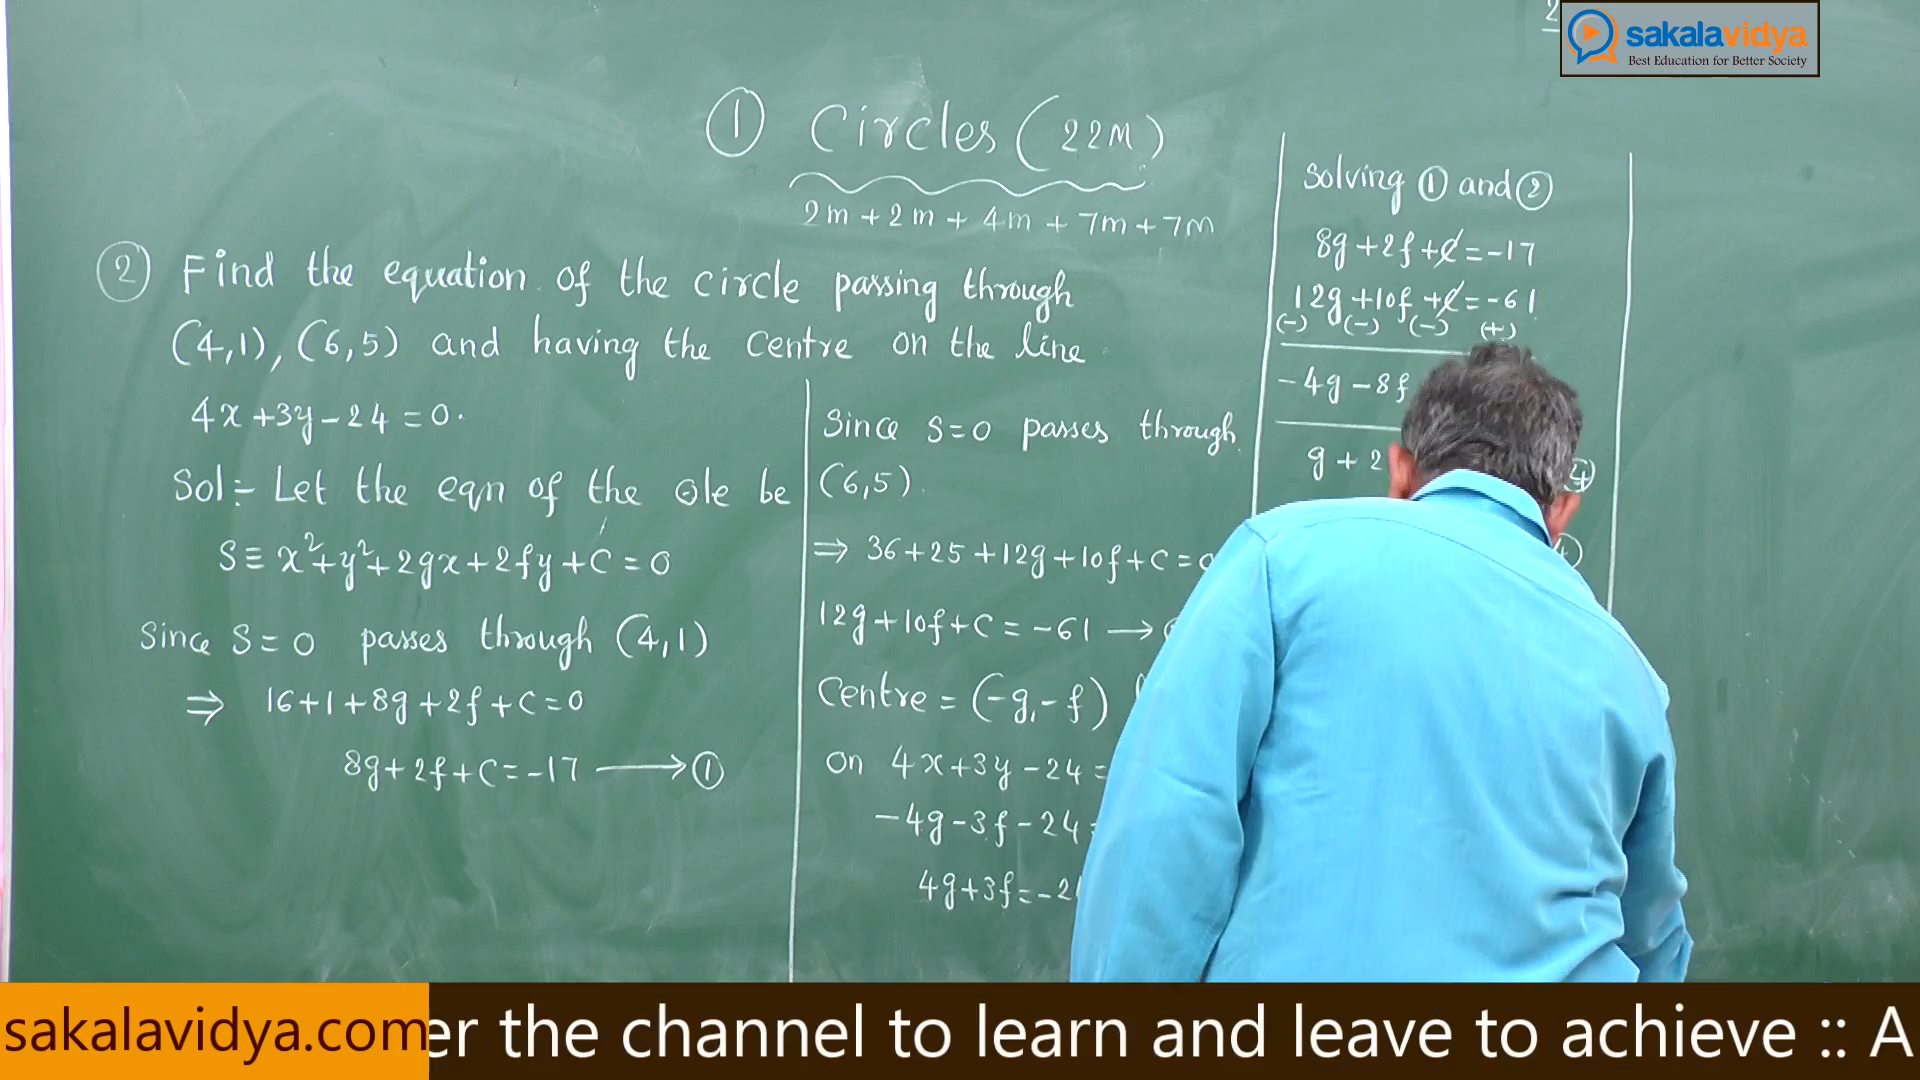 sakalavidya
Best Education for Better Society
① Circles (22M)
2m + 2m + 4m + 7m + 7m
② Find the equation of the circle passing through
(4,1), (6,5) and having the centre on the line
4x + 3y - 24 = 0.
Sol:- Let the eqn of the ⊙le be
S ≡ x² + y² + 2gx + 2fy + C = 0
Since S = 0 passes through (4,1)
⇒ 16 + 1 + 8g + 2f + C = 0
8g + 2f + C = -17 ⟶ ①
Since S = 0 passes through
(6,5).
⇒ 36 + 25 + 12g + 10f + C = 0
12g + 10f + C = -61 ⟶
Centre = (-g, -f)
on 4x + 3y - 24 =
-4g - 3f - 24 =
4g + 3f = -2
Solving ① and ②
8g + 2f + c = -17
12g + 10f + c = -61
(-) (-) (-) (+)
-4g - 8f
g + 2 ④
sakalavidya.com
er the channel to learn and leave to achieve :: A